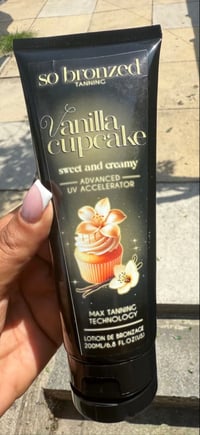 so bronzed
TANNING
Vanilla
cupcake
sweet and creamy
ADVANCED
UV ACCELERATOR
MAX TANNING
TECHNOLOGY
LOTION DE BRONZAGE
200ML/6.8 FL.OZ(US)